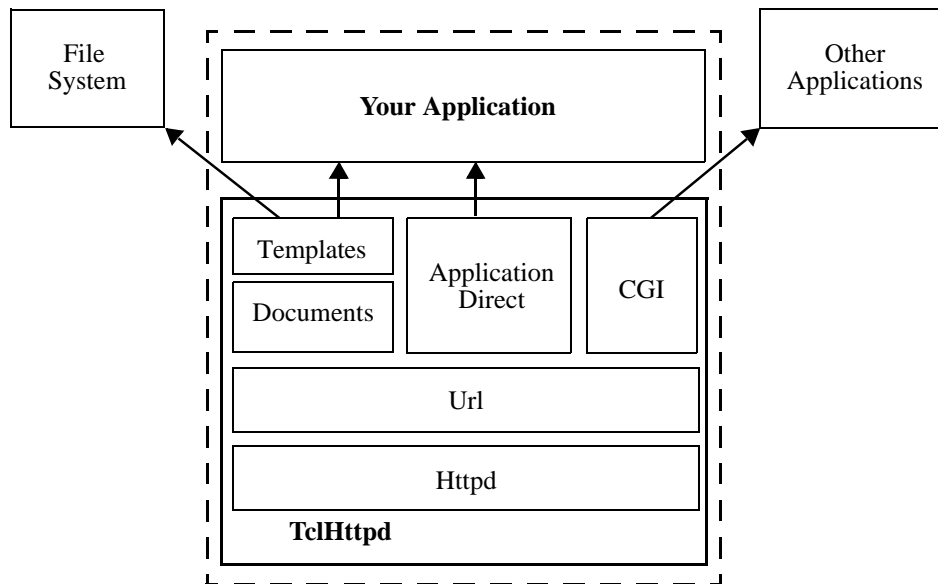 File
System
Other
Applications
Your Application
Templates
Documents
Application
Direct
CGI
Url
Httpd
TclHttpd